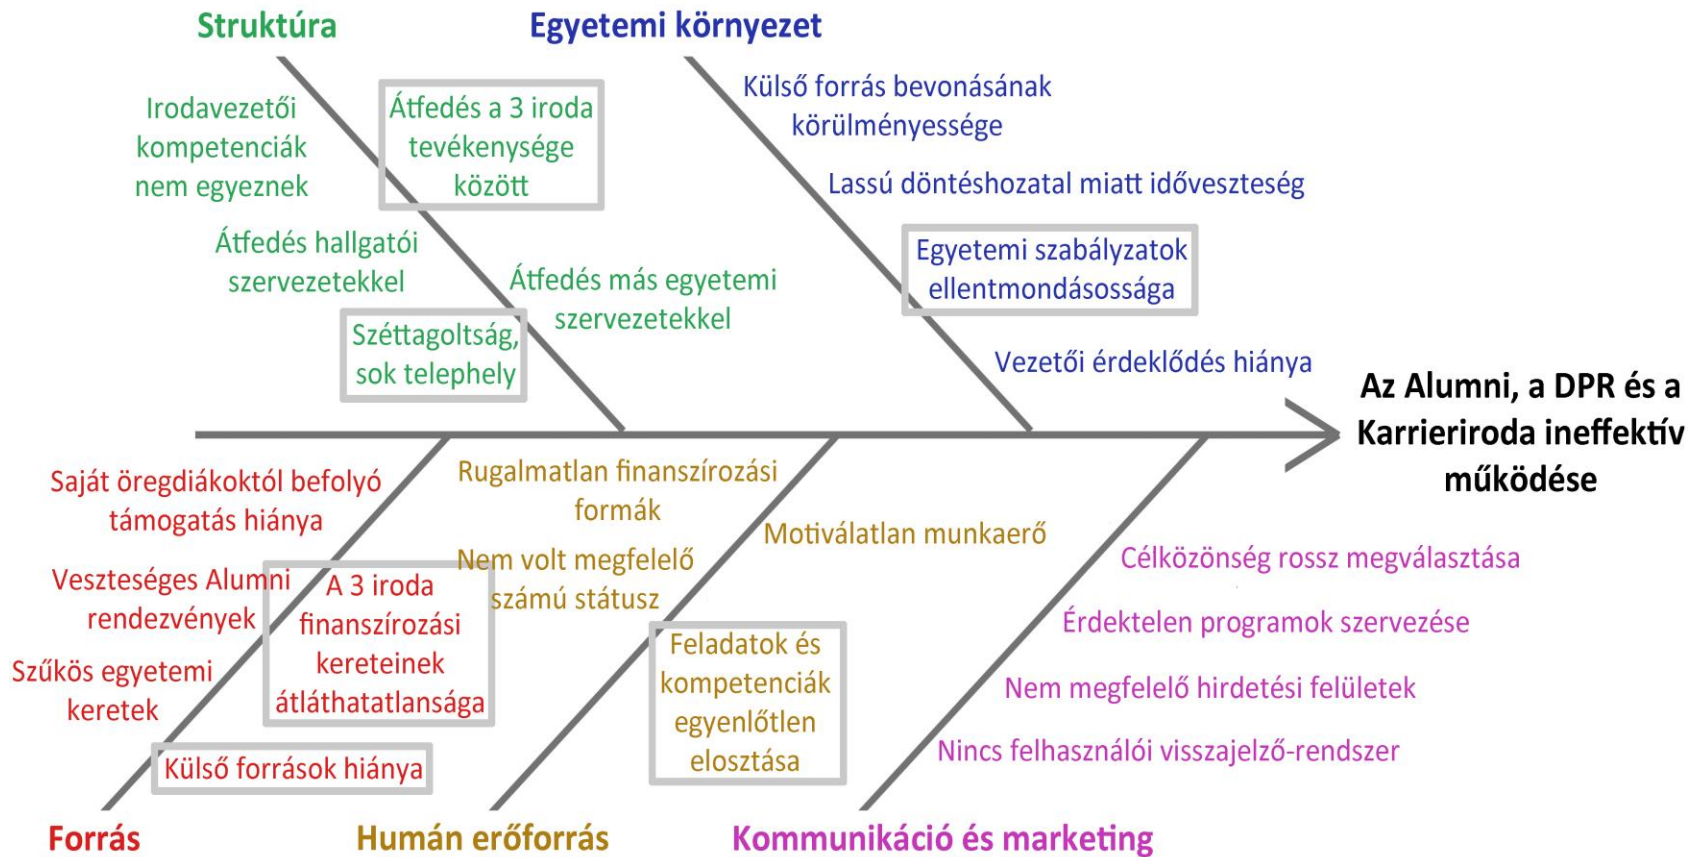 Struktúra
Irodavezetői
kompetenciák
nem egyeznek
Átfedés a 3 iroda
tevékenysége
között
Átfedés hallgatói
szervezetekkel
Átfedés más egyetemi
szervezetekkel
Széttagoltság,
sok telephely
Egyetemi környezet
Külső forrás bevonásának
körülményessége
Lassú döntéshozatal miatt időveszteség
Egyetemi szabályzatok
ellentmondásossága
Vezetői érdeklődés hiánya
Az Alumni, a DPR és a
Karrieriroda ineffektív
működése
Saját öregdiákoktól befolyó
támogatás hiánya
Veszteséges Alumni
rendezvények
A 3 iroda
finanszírozási
kereteinek
átláthatatlansága
Szűkös egyetemi
keretek
Külső források hiánya
Forrás
Rugalmatlan finanszírozási
formák
Motiválatlan munkaerő
Nem volt megfelelő
számú státusz
Feladatok és
kompetenciák
egyenlőtlen
elosztása
Humán erőforrás
Célközönség rossz megválasztása
Érdektelen programok szervezése
Nem megfelelő hirdetési felületek
Nincs felhasználói visszajelző-rendszer
Kommunikáció és marketing